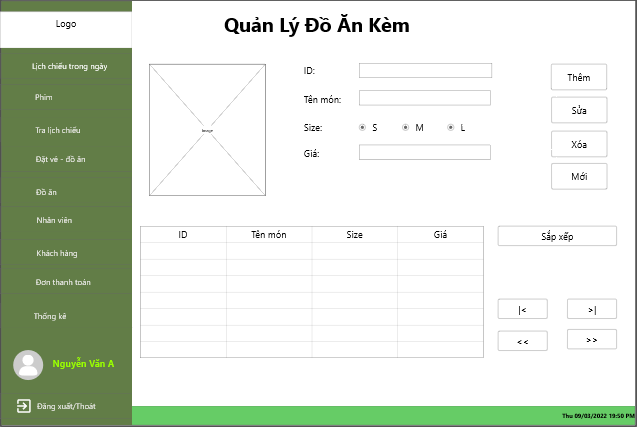 Logo
Lịch chiếu trong ngày
Phim
Tra lịch chiếu
Đặt vé - đồ ăn
Đồ ăn
Nhân viên
Khách hàng
Đơn thanh toán
Thống kê
Nguyễn Văn A
Đăng xuất/Thoát
Quản Lý Đồ Ăn Kèm
Image
ID:
Tên món:
Size: S M L
Giá:
Thêm
Sửa
Xóa
Mới
ID Tên món Size Giá
Sắp xếp
|< >|
<< >>
Thu 09/03/2022 19:50 PM